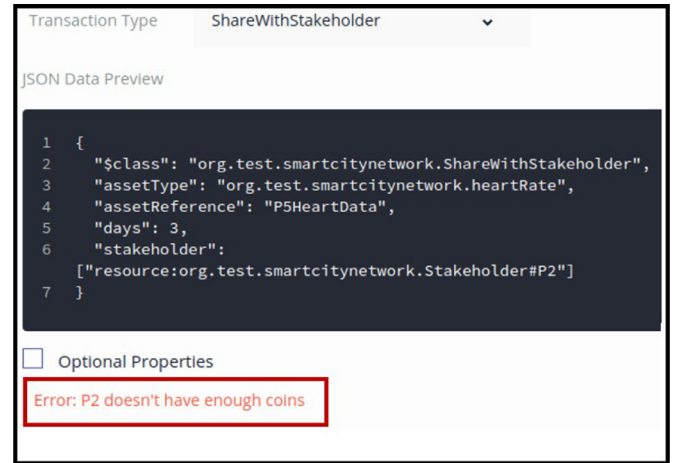 Transaction Type ShareWithStakeholder
JSON Data Preview
1 {
2 "$class": "org.test.smartcitynetwork.ShareWithStakeholder",
3 "assetType": "org.test.smartcitynetwork.heartRate",
4 "assetReference": "P5HeartData",
5 "days": 3,
6 "stakeholder":
["resource:org.test.smartcitynetwork.Stakeholder#P2"]
7 }
Optional Properties
Error: P2 doesn't have enough coins